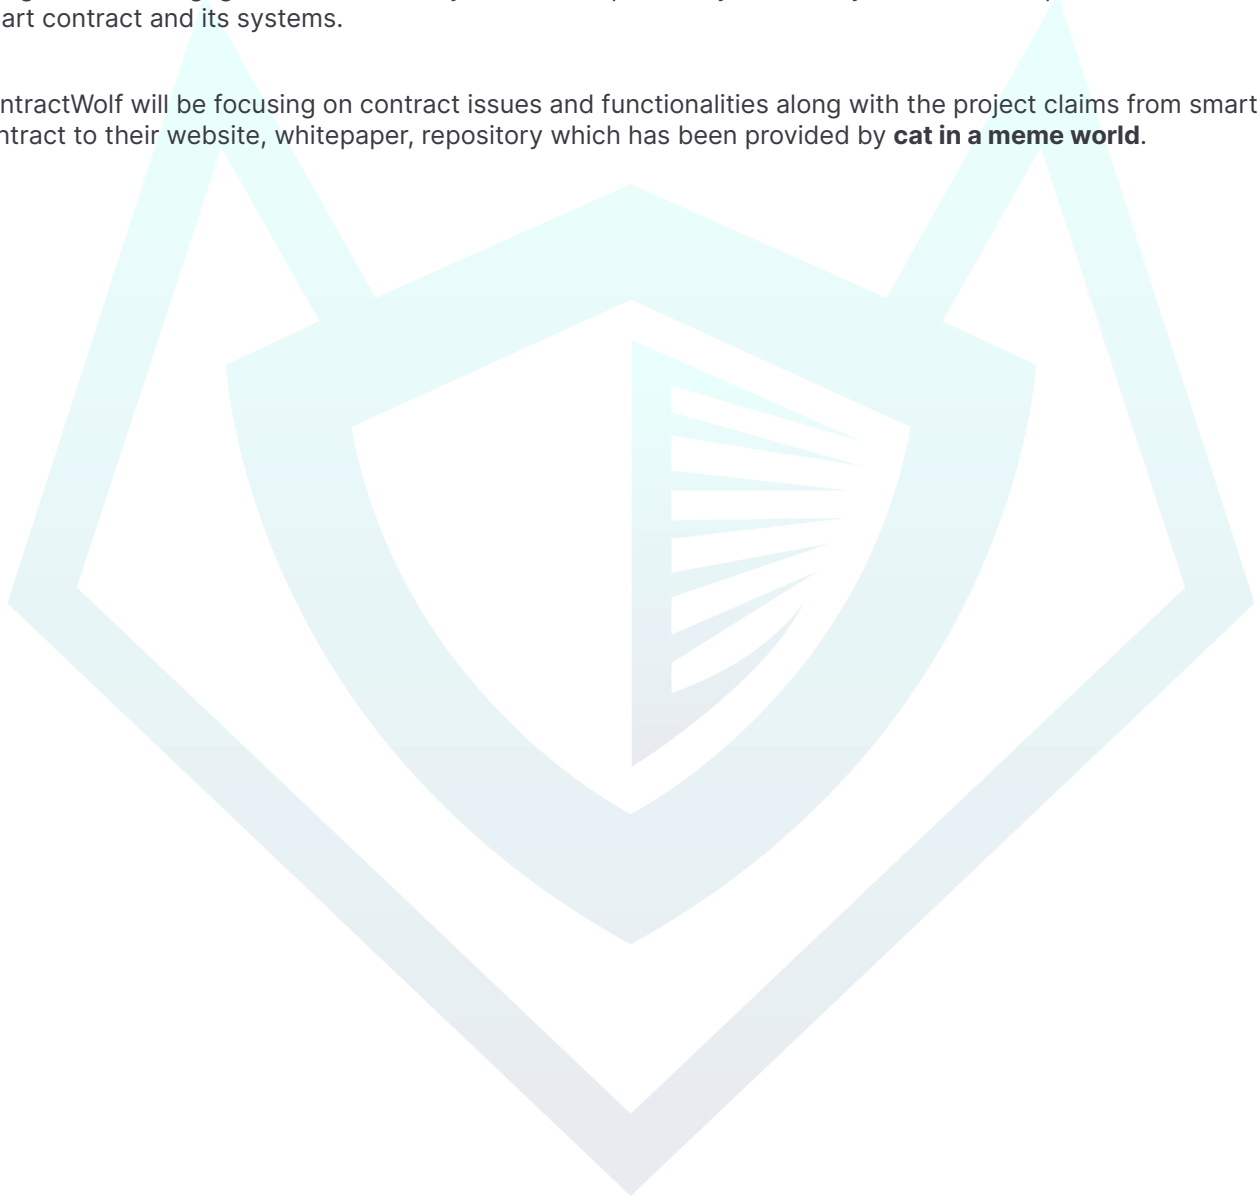 art contract and its systems.
ntractWolf will be focusing on contract issues and functionalities along with the project claims from smart
ntract to their website, whitepaper, repository which has been provided by cat in a meme world.